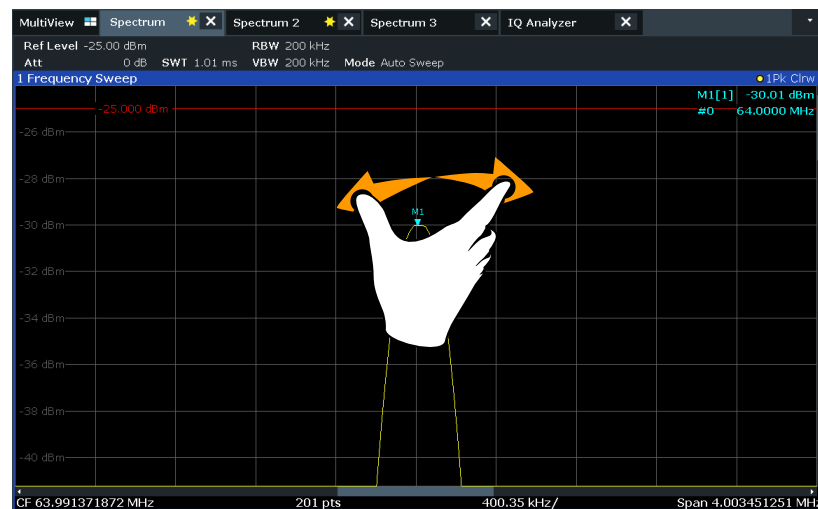 MultiView Spectrum Spectrum 2 Spectrum 3 IQ Analyzer
Ref Level -25.00 dBm RBW 200 kHz
Att 0 dB SWT 1.01 ms VBW 200 kHz Mode Auto Sweep
1 Frequency Sweep 1Pk Clrw
M1[1] -30.01 dBm
#0 64.0000 MHz
-25.000 dBm
-26 dBm
-28 dBm
M1
-30 dBm
-32 dBm
-34 dBm
-36 dBm
-38 dBm
-40 dBm
CF 63.991371872 MHz 201 pts 400.35 kHz/ Span 4.003451251 MH